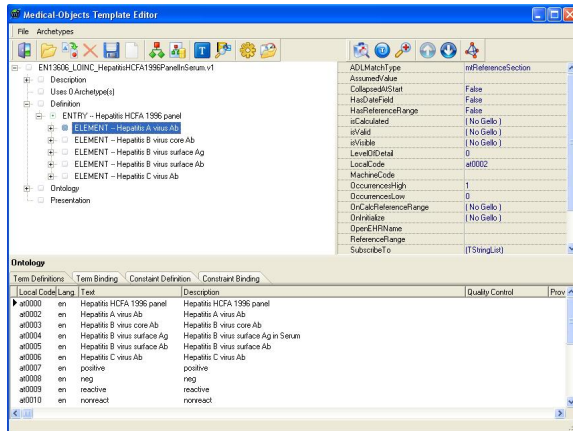 Medical-Objects Template Editor
File Archetypes
EN13606_LOINC_HepatitisHCFA1996PanelInSerum.v1
Description
Uses 0 Archetype(s)
Definition
ENTRY -- Hepatitis HCFA 1996 panel
ELEMENT -- Hepatitis A virus Ab
ELEMENT -- Hepatitis B virus core Ab
ELEMENT -- Hepatitis B virus surface Ag
ELEMENT -- Hepatitis B virus surface Ab
ELEMENT -- Hepatitis C virus Ab
Ontology
Presentation
ADLMatchType mtReferenceSection
AssumedValue
CollapsedAtStart False
HasDateField False
HasReferenceRange False
isCalculated ( No Gello )
isValid ( No Gello )
isVisible ( No Gello )
LevelOfDetail 0
LocalCode at0002
MachineCode
OccurrencesHigh 1
OccurrencesLow 0
OnCalcReferenceRange ( No Gello )
OnInitialize ( No Gello )
OpenEHRName
ReferenceRange
SubscribeTo (TStringList)
Ontology
Term Definitions Term Binding Constaint Definition Constraint Binding
Local Code Lang Text Description Quality Control Prov
at0000 en Hepatitis HCFA 1996 panel Hepatitis HCFA 1996 panel
at0002 en Hepatitis A virus Ab Hepatitis A virus Ab
at0003 en Hepatitis B virus core Ab Hepatitis B virus core Ab
at0004 en Hepatitis B virus surface Ag Hepatitis B virus surface Ag in Serum
at0005 en Hepatitis B virus surface Ab Hepatitis B virus surface Ab
at0006 en Hepatitis C virus Ab Hepatitis C virus Ab
at0007 en positive positive
at0008 en neg neg
at0009 en reactive reactive
at0010 en nonreact nonreact